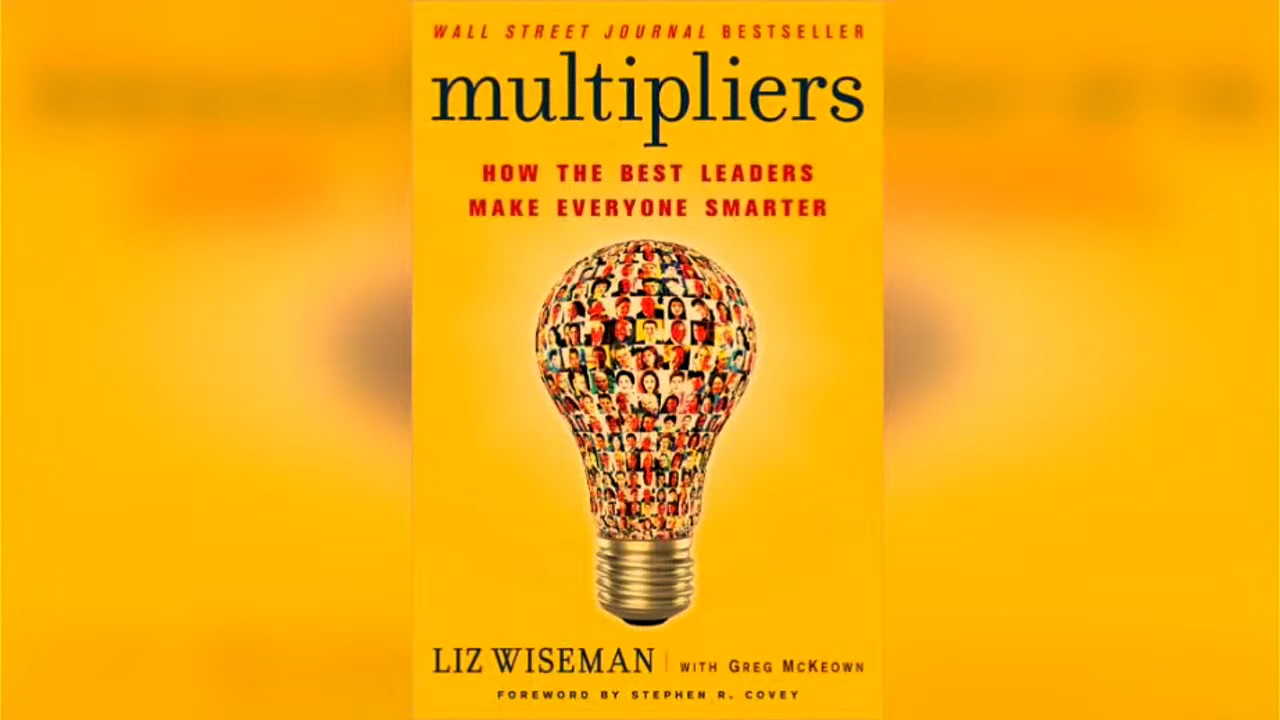 WALL STREET JOURNAL BESTSELLER
multipliers
HOW THE BEST LEADERS
MAKE EVERYONE SMARTER
LIZ WISEMAN | WITH GREG MCKEOWN
FOREWORD BY STEPHEN R. COVEY